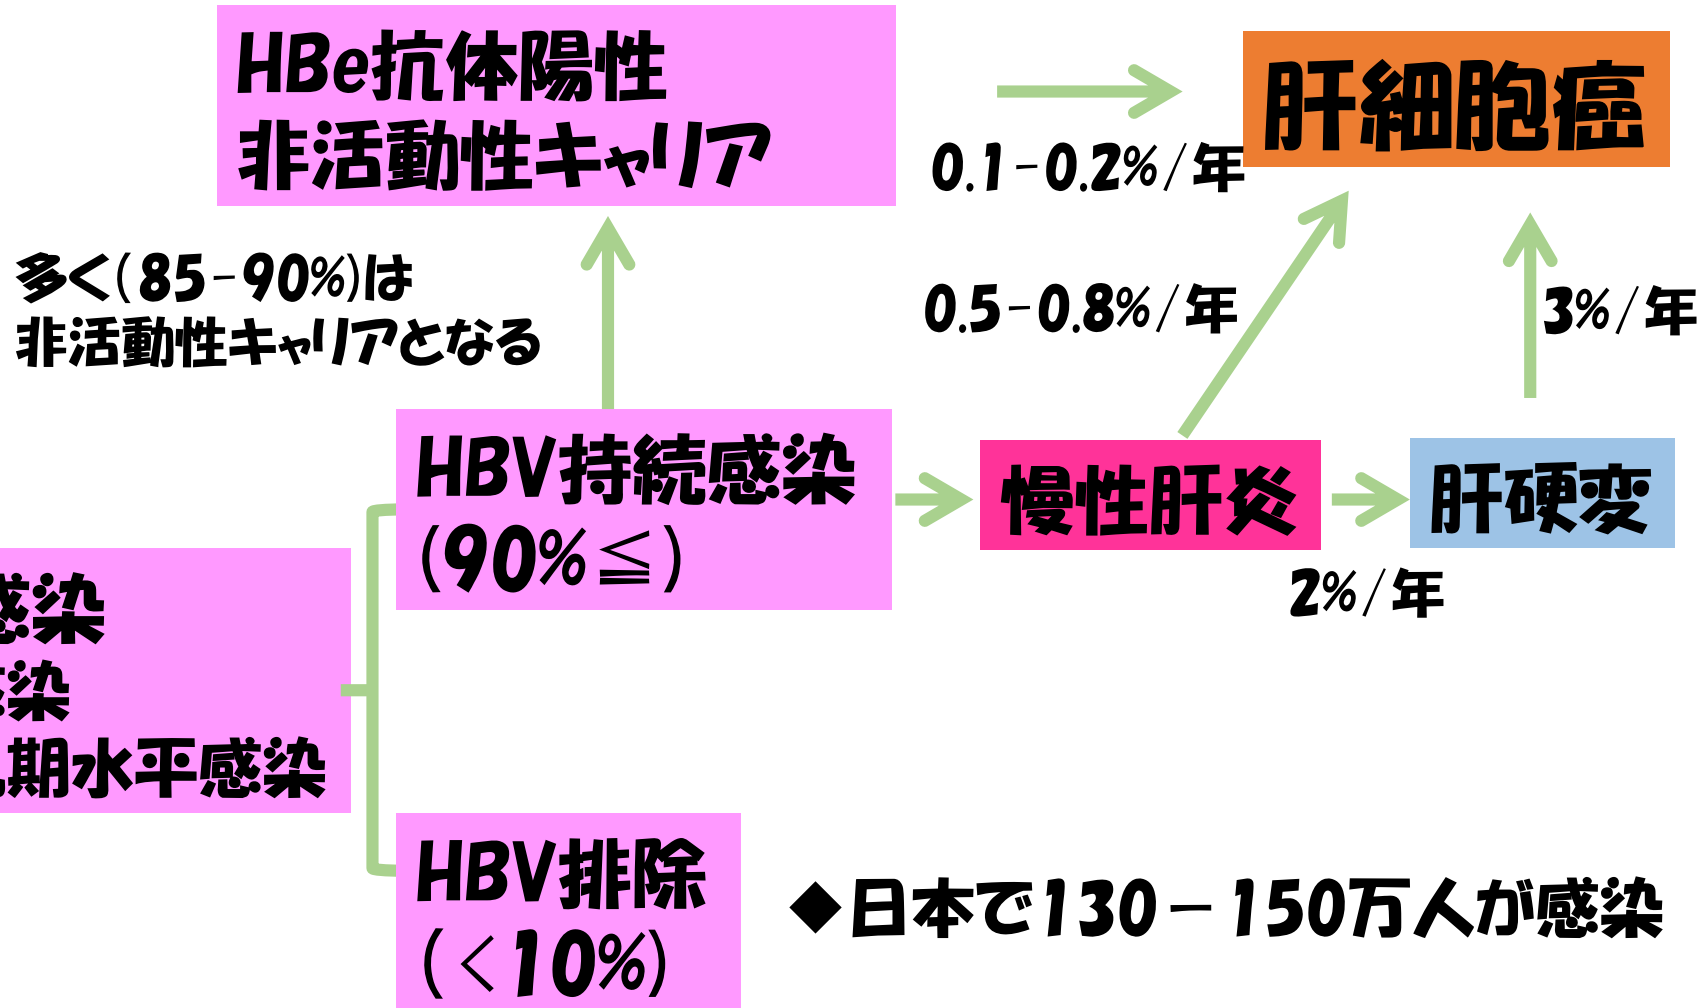 HBe抗体陽性
非活動性キャリア
肝細胞癌
0.1-0.2%/年
多く(85-90%)は
非活動性キャリアとなる
0.5-0.8%/年
3%/年
HBV持続感染
(90%≦)
慢性肝炎
肝硬変
2%/年
感染
感染
期水平感染
HBV排除
(<10%)
◆日本で130-150万人が感染